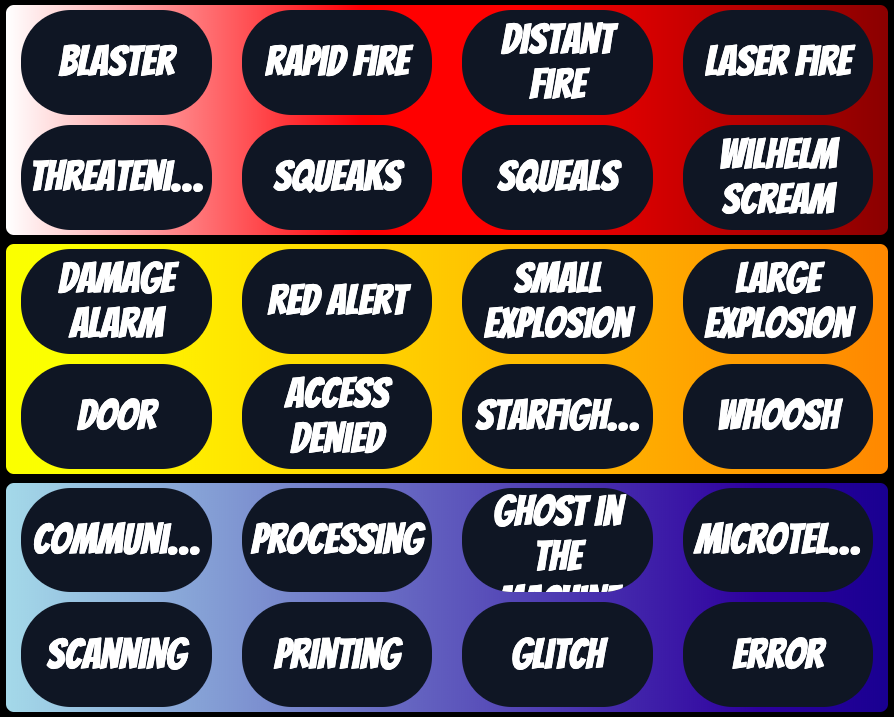 BLASTER
RAPID FIRE
DISTANT
FIRE
LASER FIRE
THREATENI...
SQUEAKS
SQUEALS
WILHELM
SCREAM
DAMAGE
ALARM
RED ALERT
SMALL
EXPLOSION
LARGE
EXPLOSION
DOOR
ACCESS
DENIED
STARFIGH...
WHOOSH
COMMUNI...
PROCESSING
GHOST IN
THE
MACHINE
MICROTEL...
SCANNING
PRINTING
GLITCH
ERROR